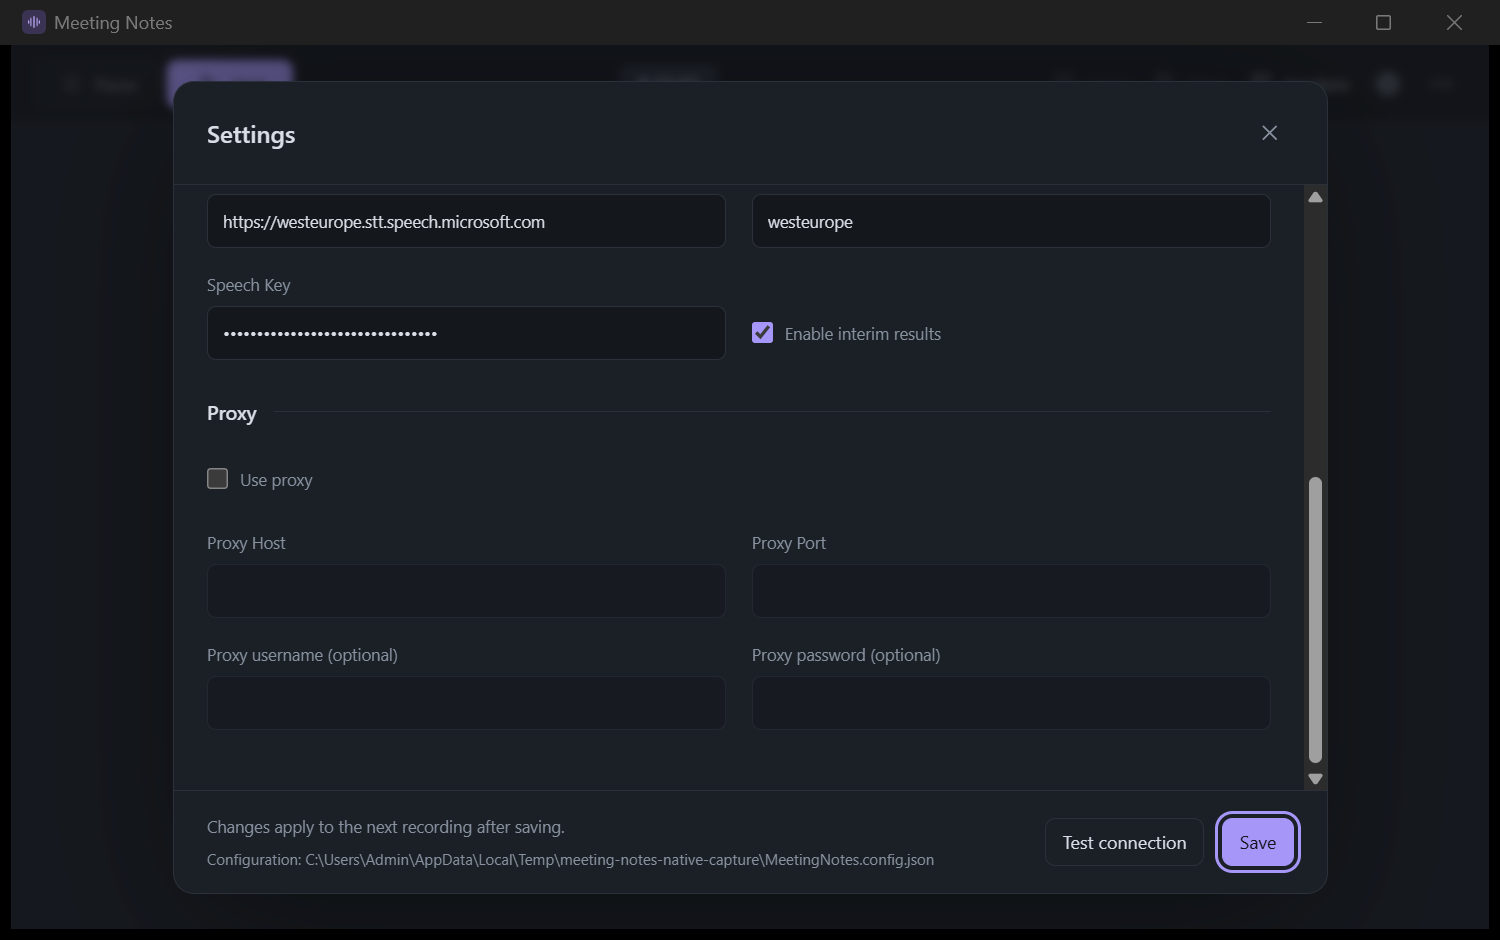 Meeting Notes
Settings
https://westeurope.stt.speech.microsoft.com
westeurope
Speech Key
••••••••••••••••••••••••••••••••
Enable interim results
Proxy
Use proxy
Proxy Host
Proxy Port
Proxy username (optional)
Proxy password (optional)
Changes apply to the next recording after saving.
Configuration: C:\Users\Admin\AppData\Local\Temp\meeting-notes-native-capture\MeetingNotes.config.json
Test connection
Save